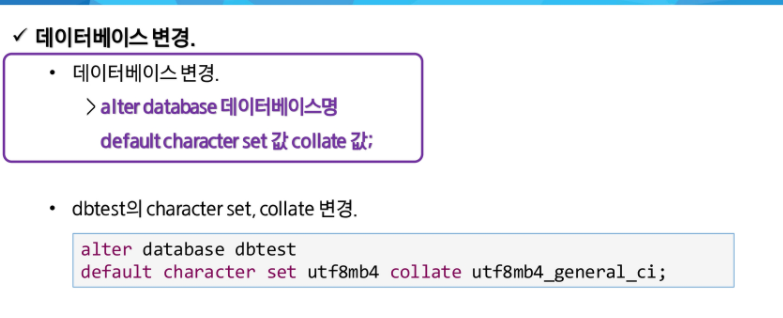 ✓ 데이터베이스 변경.
• 데이터베이스 변경.
> alter database 데이터베이스명
default character set 값 collate 값;
• dbtest의 character set, collate 변경.
alter database dbtest
default character set utf8mb4 collate utf8mb4_general_ci;